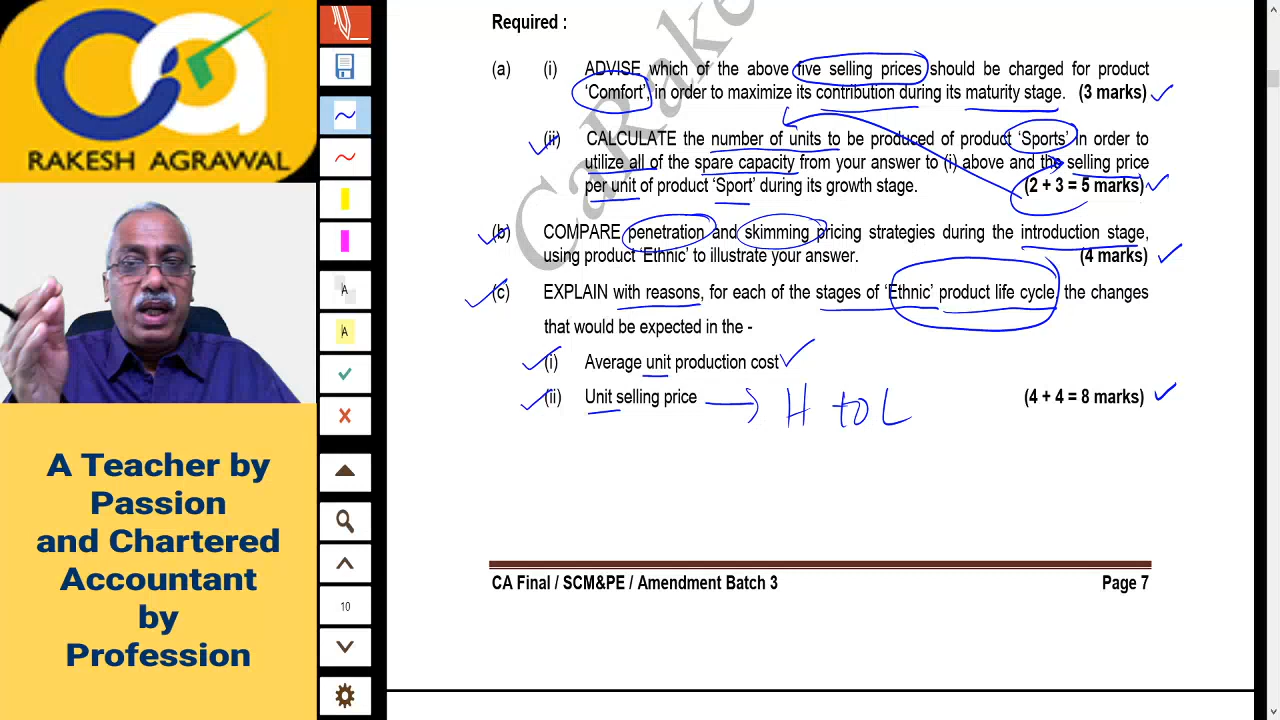 RAKESH AGRAWAL
A Teacher by
Passion
and Chartered
Accountant
by
Profession
A
A
10
CaRake
Required :
(a) (i) ADVISE which of the above five selling prices should be charged for product
‘Comfort’, in order to maximize its contribution during its maturity stage. (3 marks)
(ii) CALCULATE the number of units to be produced of product ‘Sports’ in order to
utilize all of the spare capacity from your answer to (i) above and the selling price
per unit of product ‘Sport’ during its growth stage. (2 + 3 = 5 marks)
(b) COMPARE penetration and skimming pricing strategies during the introduction stage,
using product ‘Ethnic’ to illustrate your answer. (4 marks)
(c) EXPLAIN with reasons, for each of the stages of ‘Ethnic’ product life cycle, the changes
that would be expected in the -
(i) Average unit production cost
(ii) Unit selling price H to L (4 + 4 = 8 marks)
CA Final / SCM&PE / Amendment Batch 3 Page 7